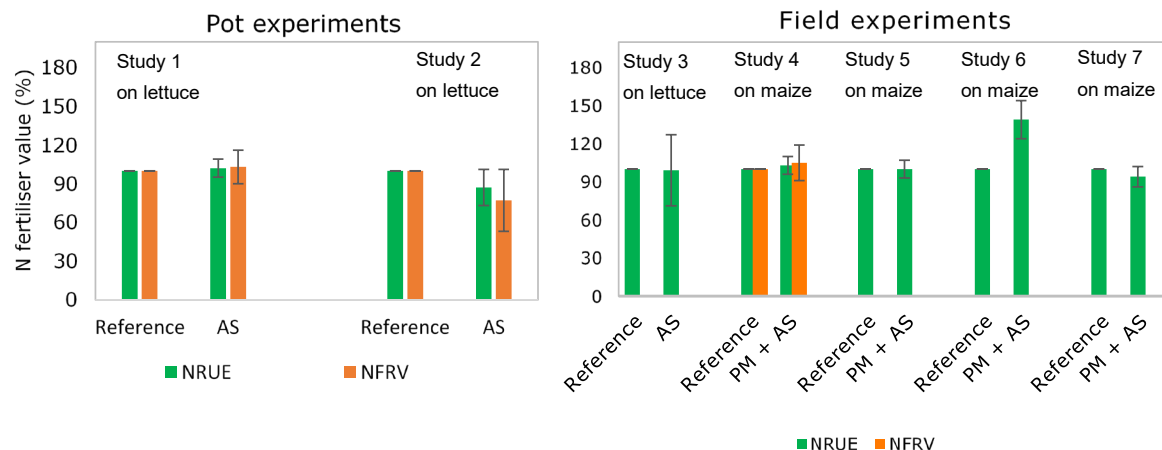 Pot experiments
N fertiliser value (%)
180
150
120
90
60
30
0
Study 1
on lettuce
Study 2
on lettuce
Reference
AS
Reference
AS
NRUE
NFRV
Field experiments
180
150
120
90
60
30
0
Study 3
on lettuce
Study 4
on maize
Study 5
on maize
Study 6
on maize
Study 7
on maize
Reference
AS
Reference
PM + AS
Reference
PM + AS
Reference
PM + AS
Reference
PM + AS
NRUE
NFRV